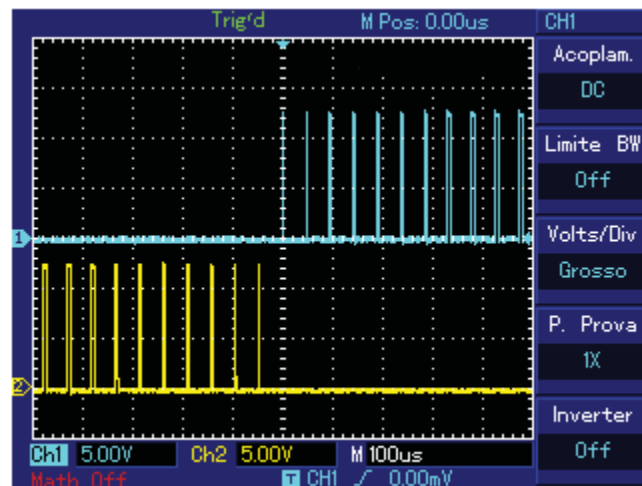 Trig'd M Pos: 0.00us CH1
Acoplam.
DC
Limite BW
Off
Volts/Div
Grosso
P. Prova
1X
Inverter
Off
1
2
Ch1 5.00V Ch2 5.00V M 100us
Math Off T CH1 0.00mV